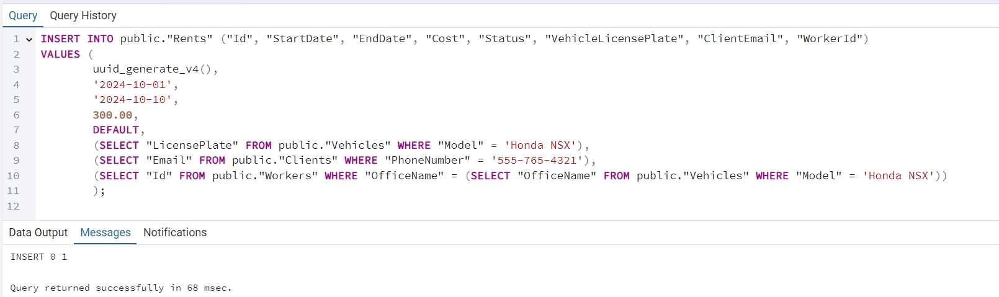 Query Query History
1 INSERT INTO public."Rents" ("Id", "StartDate", "EndDate", "Cost", "Status", "VehicleLicensePlate", "ClientEmail", "WorkerId")
2 VALUES (
3 uuid_generate_v4(),
4 '2024-10-01',
5 '2024-10-10',
6 300.00,
7 DEFAULT,
8 (SELECT "LicensePlate" FROM public."Vehicles" WHERE "Model" = 'Honda NSX'),
9 (SELECT "Email" FROM public."Clients" WHERE "PhoneNumber" = '555-765-4321'),
10 (SELECT "Id" FROM public."Workers" WHERE "OfficeName" = (SELECT "OfficeName" FROM public."Vehicles" WHERE "Model" = 'Honda NSX'))
11 );
12
Data Output Messages Notifications
INSERT 0 1
Query returned successfully in 68 msec.